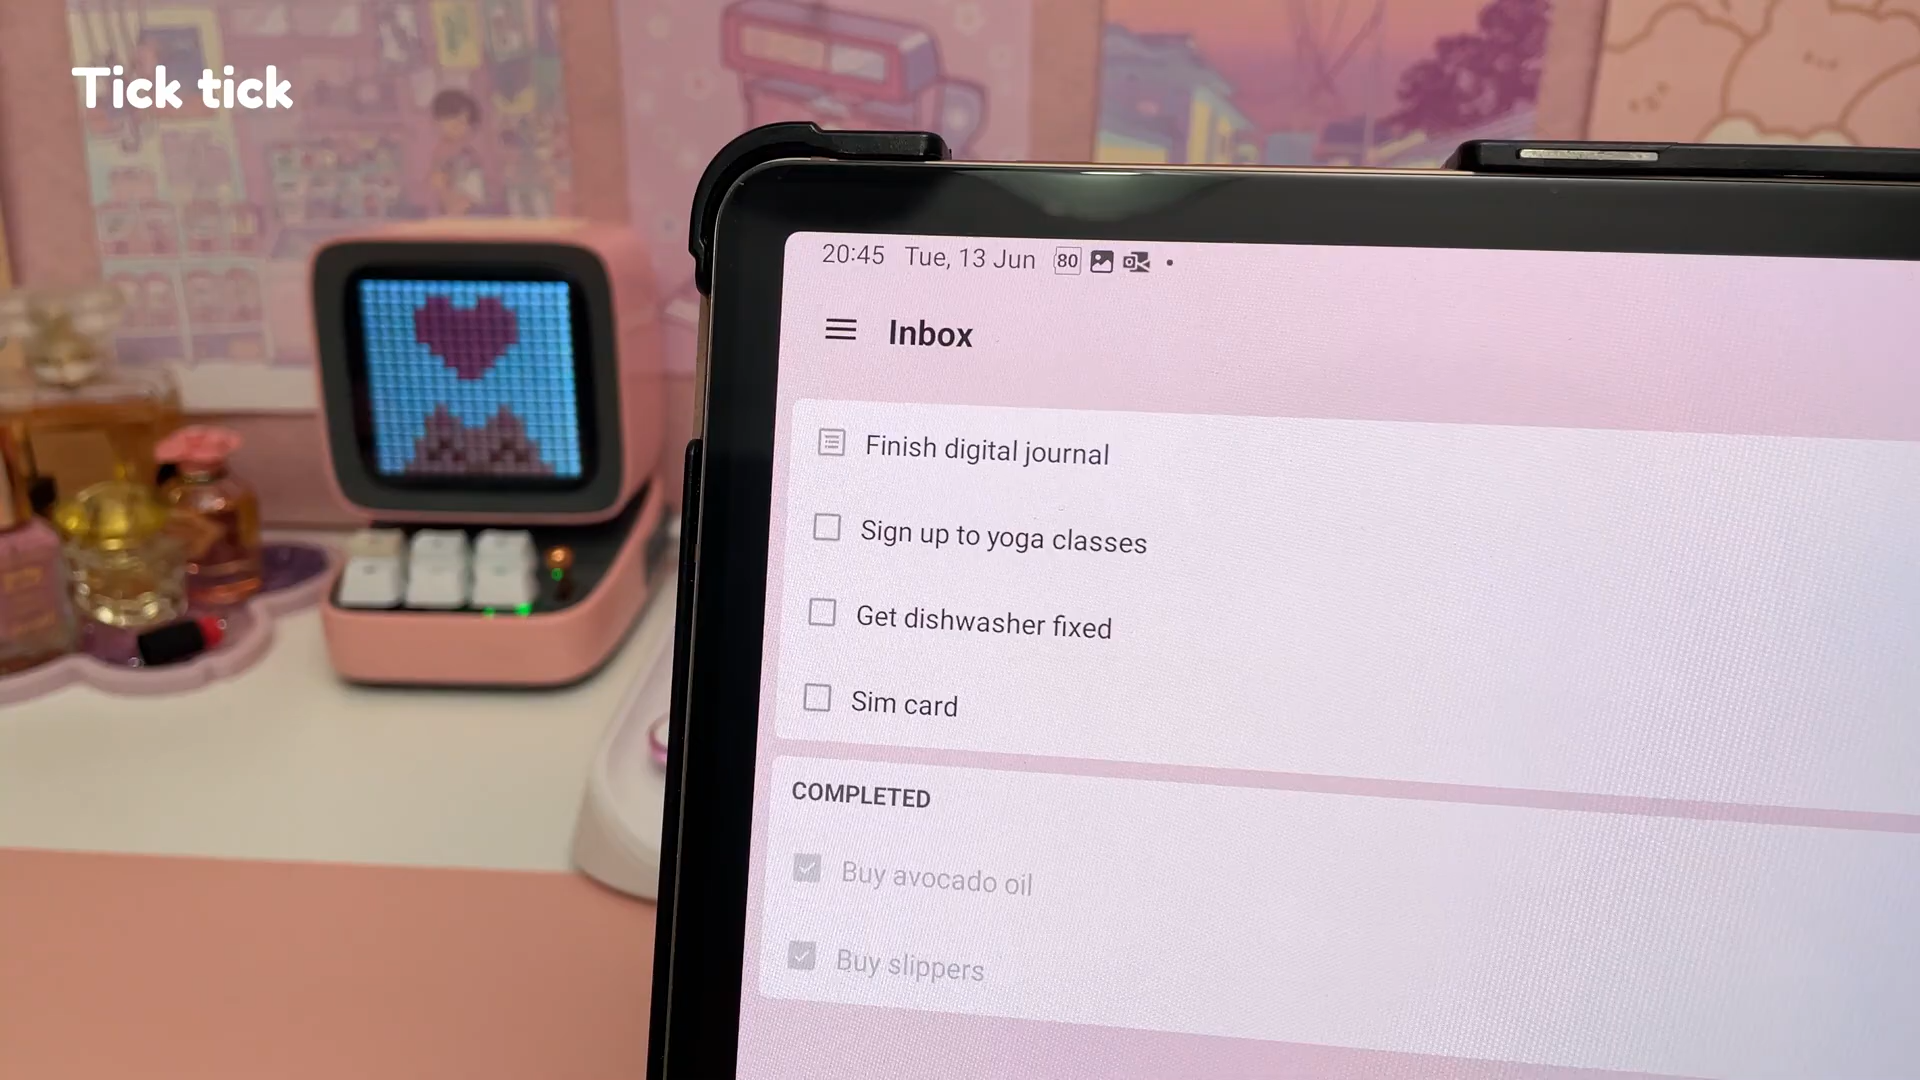 Tick tick
20:45 Tue, 13 Jun 80
Inbox
Finish digital journal
Sign up to yoga classes
Get dishwasher fixed
Sim card
COMPLETED
Buy avocado oil
Buy slippers